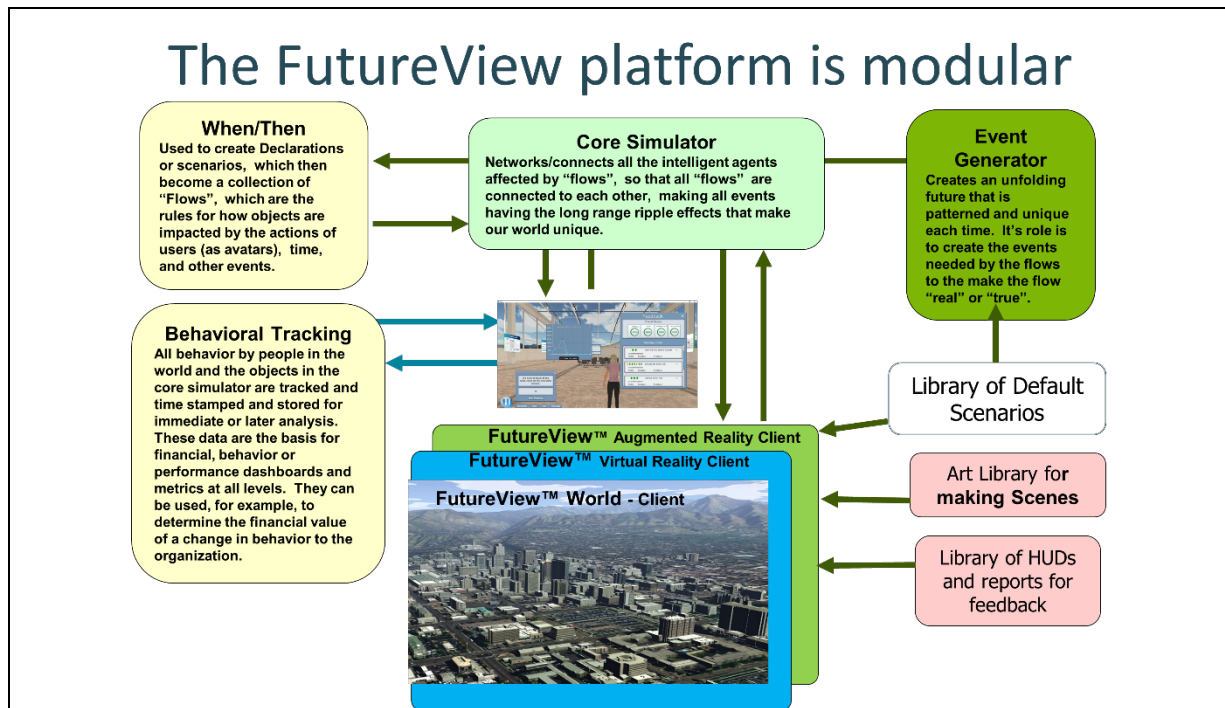 The FutureView platform is modular
When/Then
Used to create Declarations
or scenarios, which then
become a collection of
“Flows”, which are the
rules for how objects are
impacted by the actions of
users (as avatars), time,
and other events.
Core Simulator
Networks/connects all the intelligent agents
affected by “flows”, so that all “flows” are
connected to each other, making all events
having the long range ripple effects that make
our world unique.
Event
Generator
Creates an unfolding
future that is
patterned and unique
each time. It’s role is
to create the events
needed by the flows
to the make the flow
“real” or “true”.
Behavioral Tracking
All behavior by people in the
world and the objects in the
core simulator are tracked and
time stamped and stored for
immediate or later analysis.
These data are the basis for
financial, behavior or
performance dashboards and
metrics at all levels. They can
be used, for example, to
determine the financial value
of a change in behavior to the
organization.
Library of Default
Scenarios
Art Library for
making Scenes
Library of HUDs
and reports for
feedback
FutureView™ Augmented Reality Client
FutureView™ Virtual Reality Client
FutureView™ World - Client